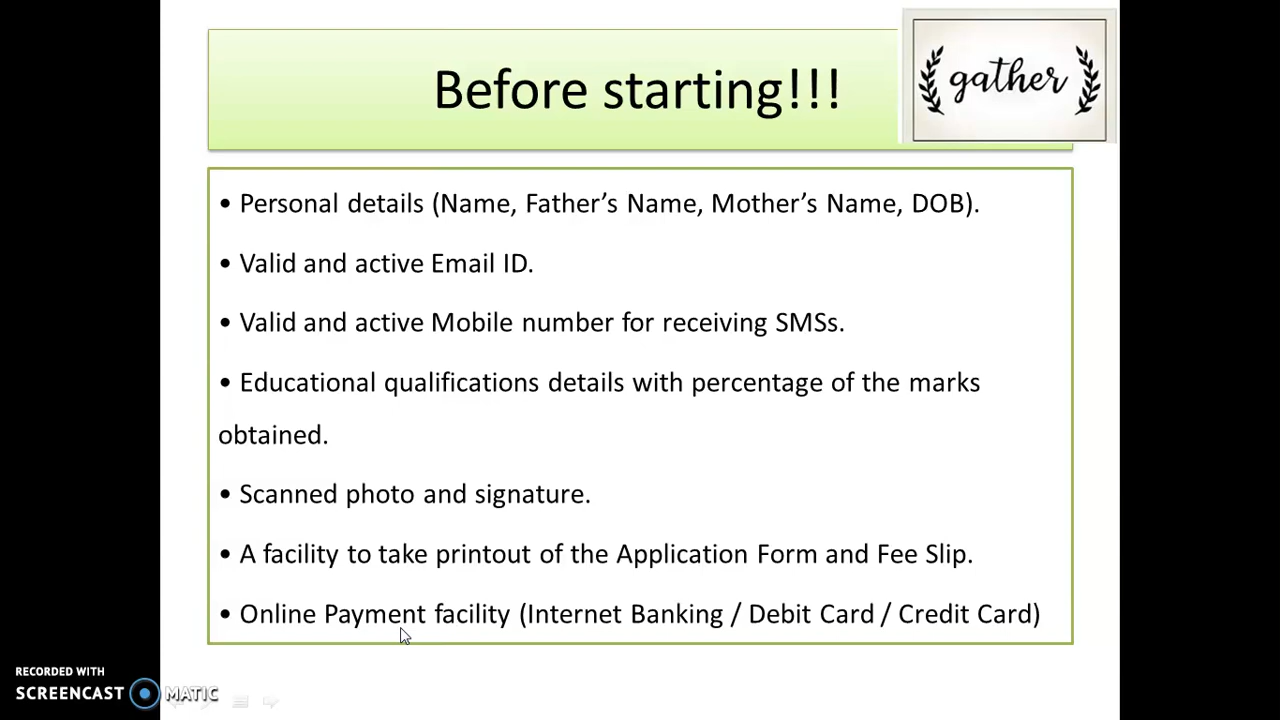 Before starting!!!
gather
• Personal details (Name, Father’s Name, Mother’s Name, DOB).
• Valid and active Email ID.
• Valid and active Mobile number for receiving SMSs.
• Educational qualifications details with percentage of the marks
obtained.
• Scanned photo and signature.
• A facility to take printout of the Application Form and Fee Slip.
• Online Payment facility (Internet Banking / Debit Card / Credit Card)
RECORDED WITH
SCREENCAST MATIC